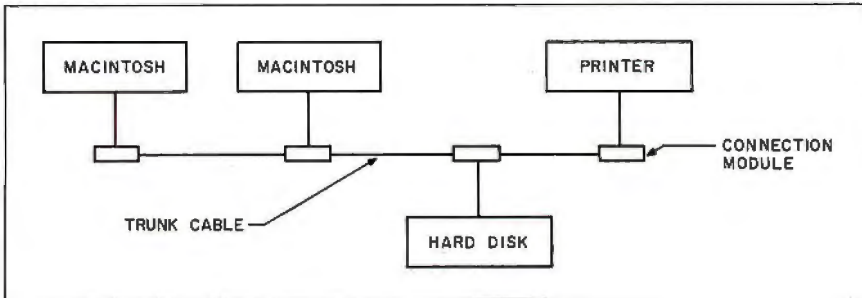 MACINTOSH
MACINTOSH
PRINTER
CONNECTION
MODULE
TRUNK CABLE
HARD DISK